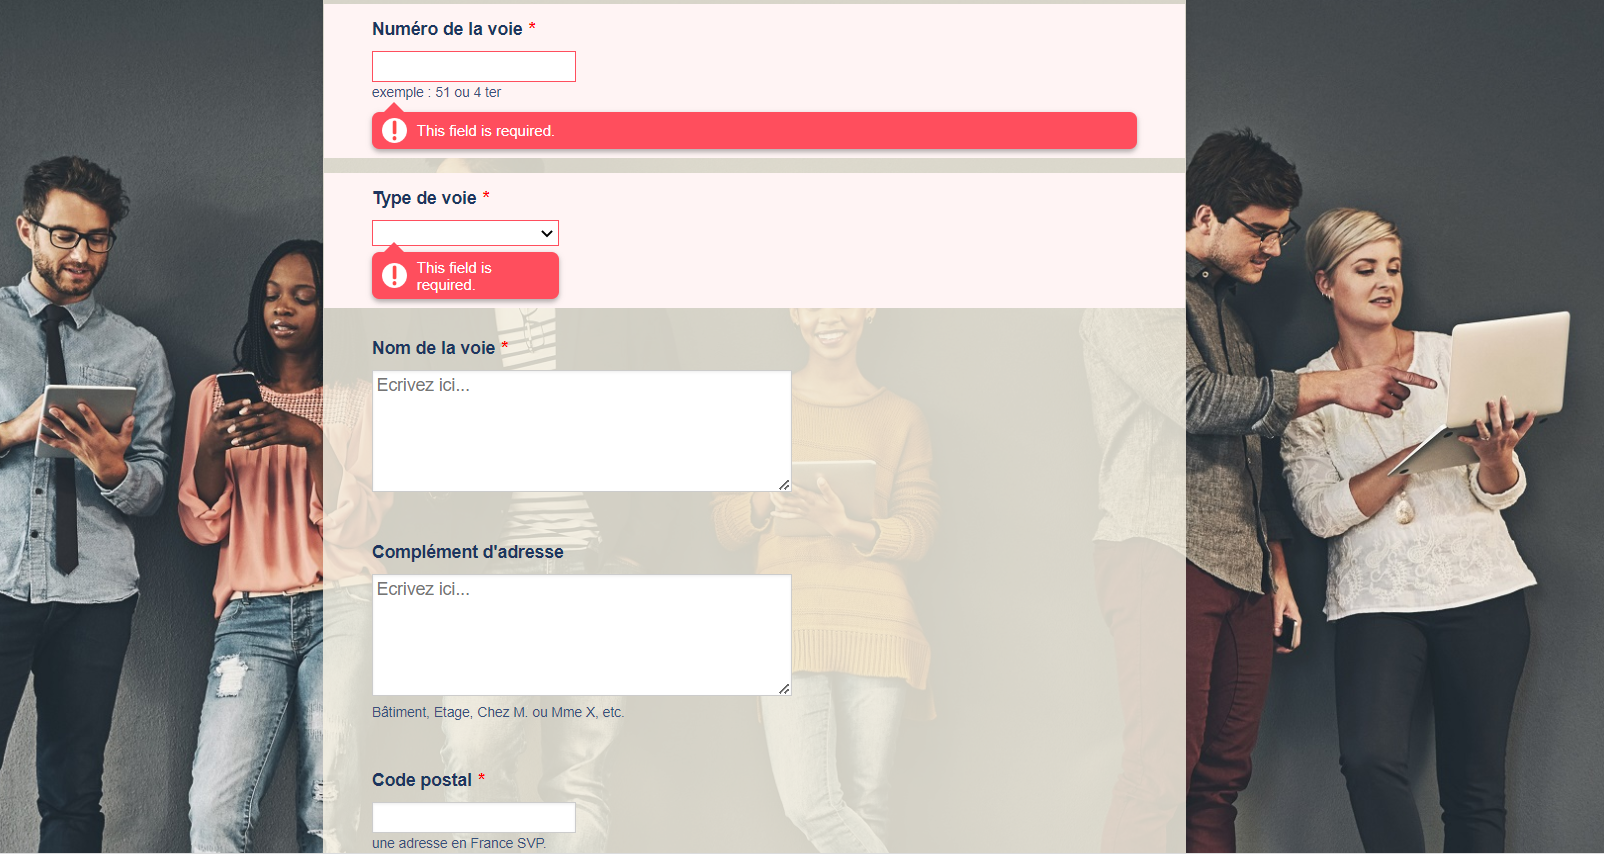 Numéro de la voie *
exemple : 51 ou 4 ter
This field is required.
Type de voie *
This field is
required.
Nom de la voie *
Ecrivez ici...
Complément d'adresse
Ecrivez ici...
Bâtiment, Etage, Chez M. ou Mme X, etc.
Code postal *
une adresse en France SVP.